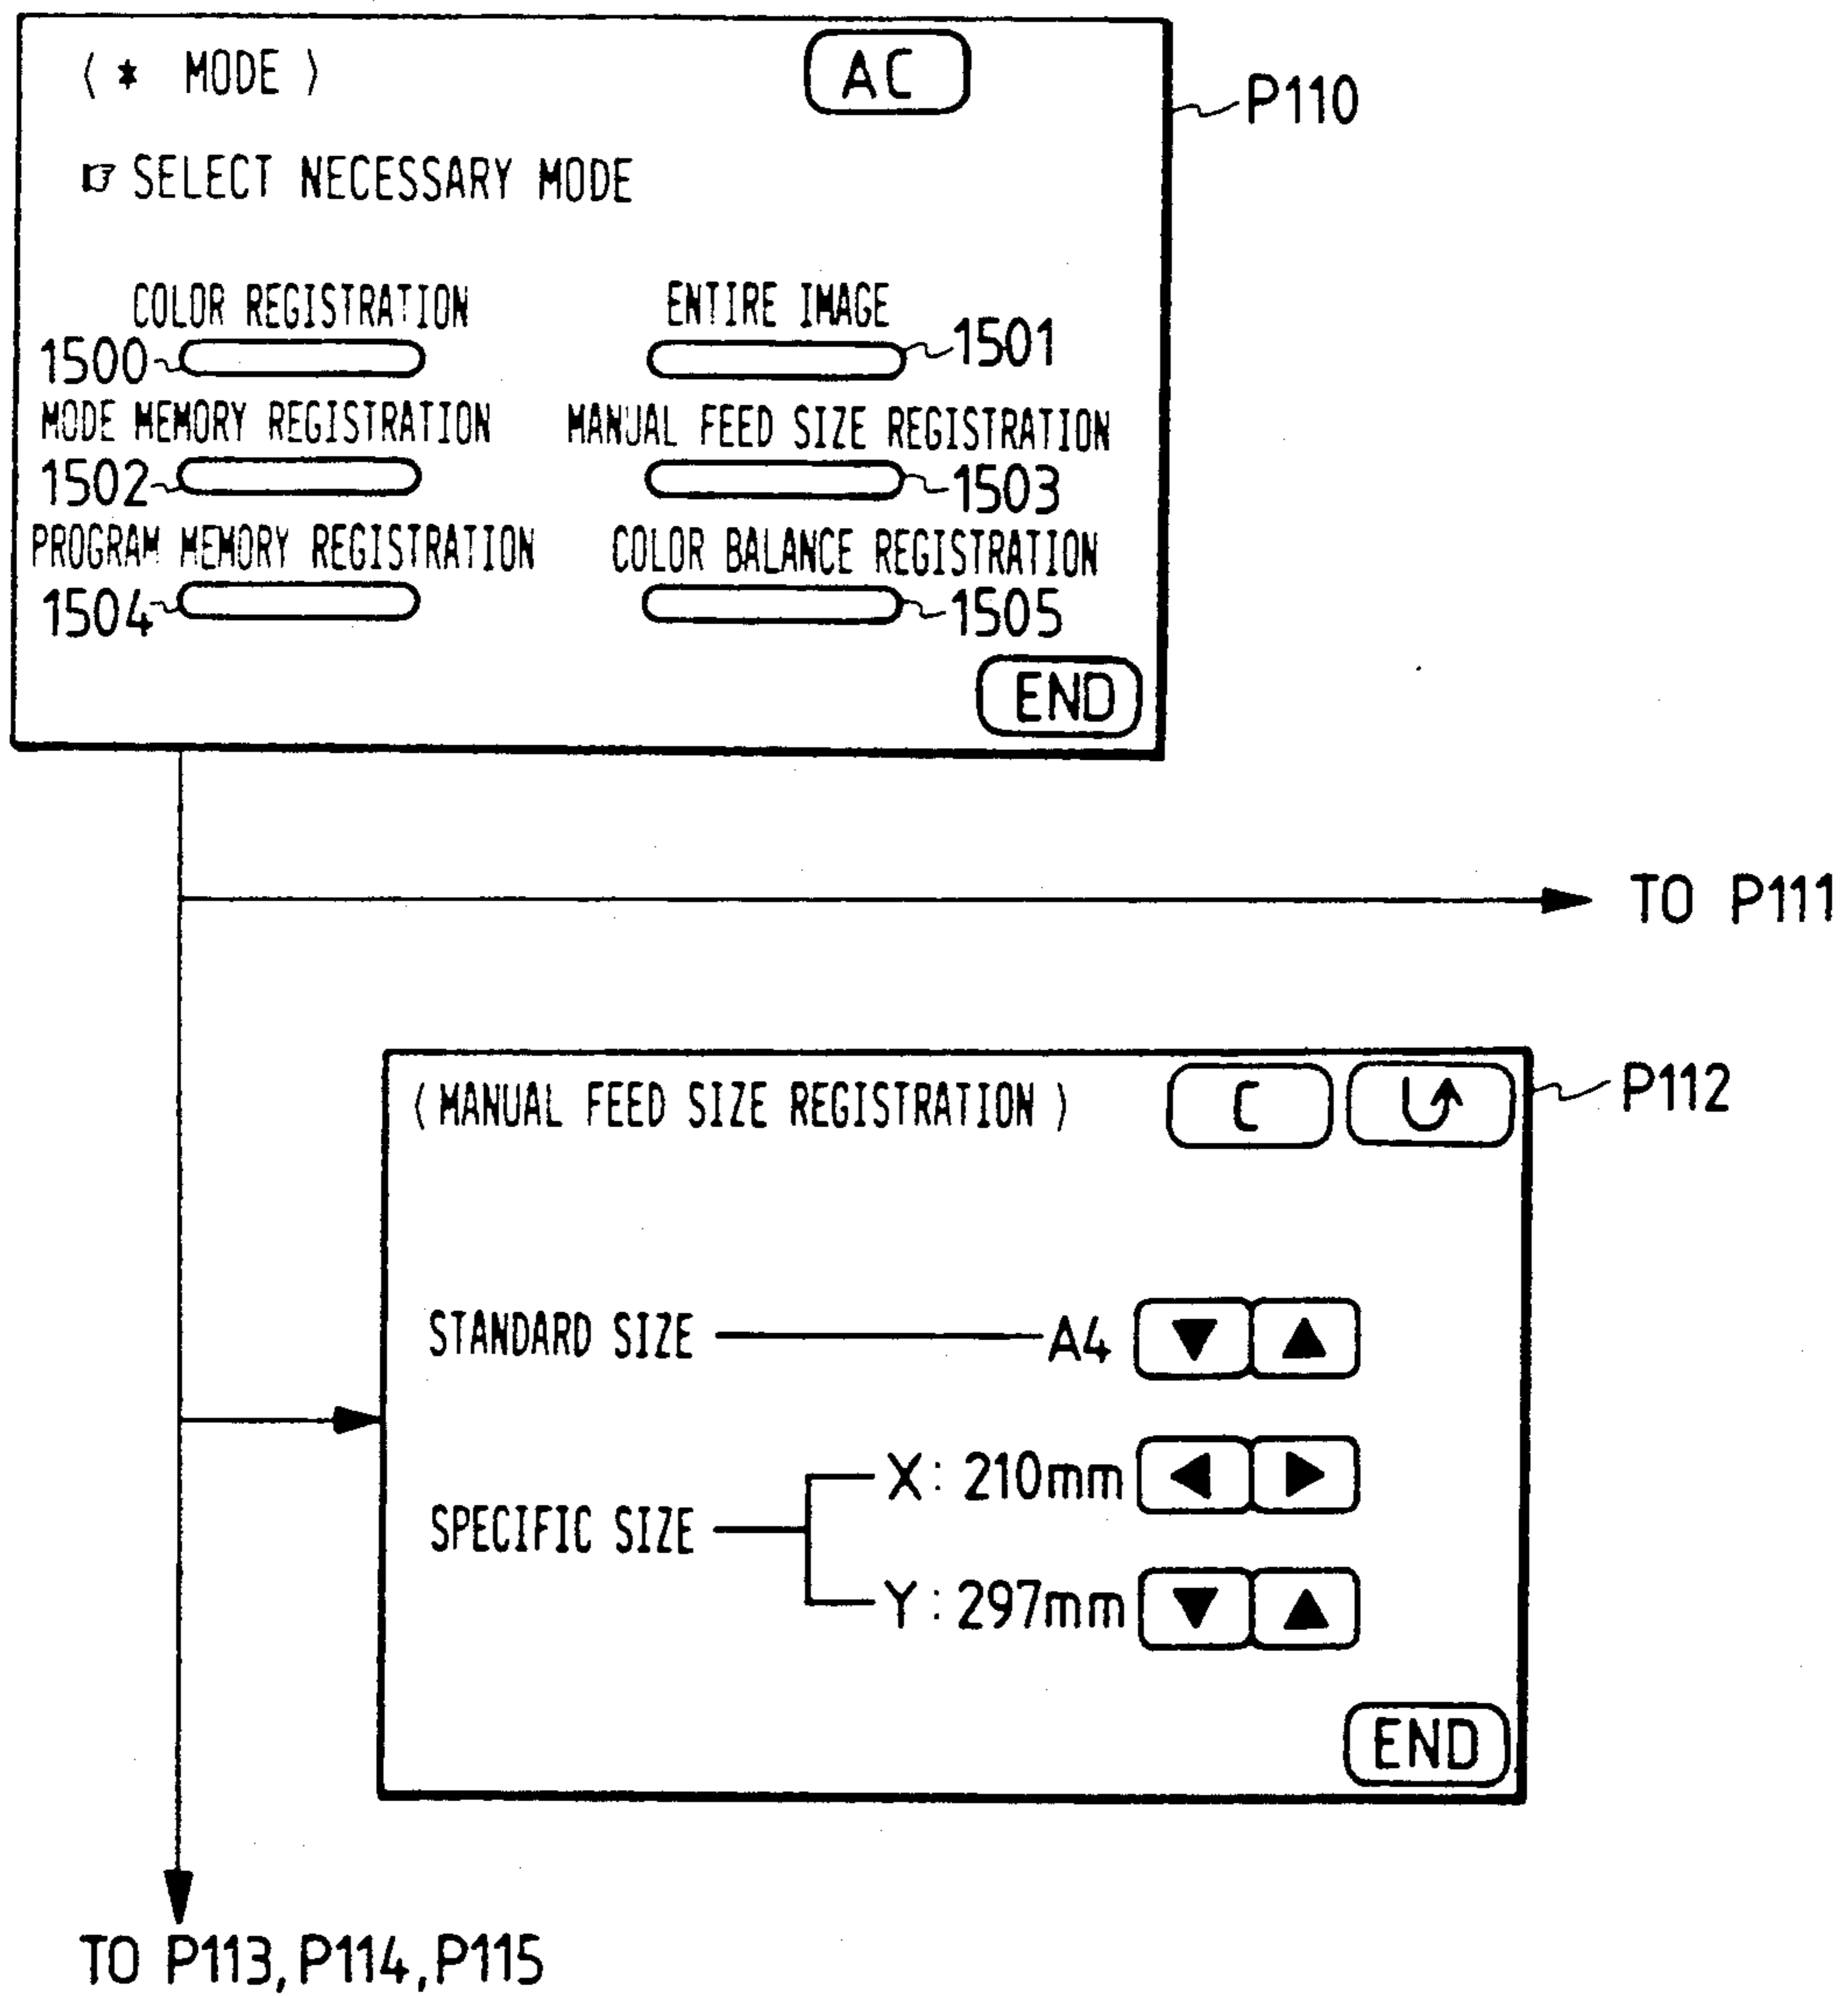 ( * MODE ) AC
P110
SELECT NECESSARY MODE
COLOR REGISTRATION ENTIRE IMAGE
1500 1501
MODE MEMORY REGISTRATION MANUAL FEED SIZE REGISTRATION
1502 1503
PROGRAM MEMORY REGISTRATION COLOR BALANCE REGISTRATION
1504 1505
END
TO P111
( MANUAL FEED SIZE REGISTRATION ) C P112
STANDARD SIZE A4
X: 210mm
SPECIFIC SIZE
Y: 297mm
END
TO P113, P114, P115